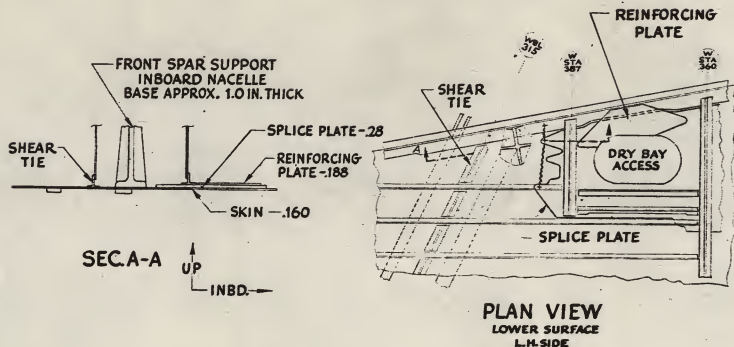 FRONT SPAR SUPPORT
INBOARD NACELLE
BASE APPROX. 1.0 IN. THICK
SHEAR
TIE
SPLICE PLATE-.28
REINFORCING
PLATE-.188
SKIN-.160
SEC. A-A
UP
INBD.
REINFORCING
PLATE
WBL
315
W
STA
387
W
STA
360
SHEAR
TIE
A
DRY BAY
ACCESS
SPLICE PLATE
PLAN VIEW
LOWER SURFACE
L.H. SIDE